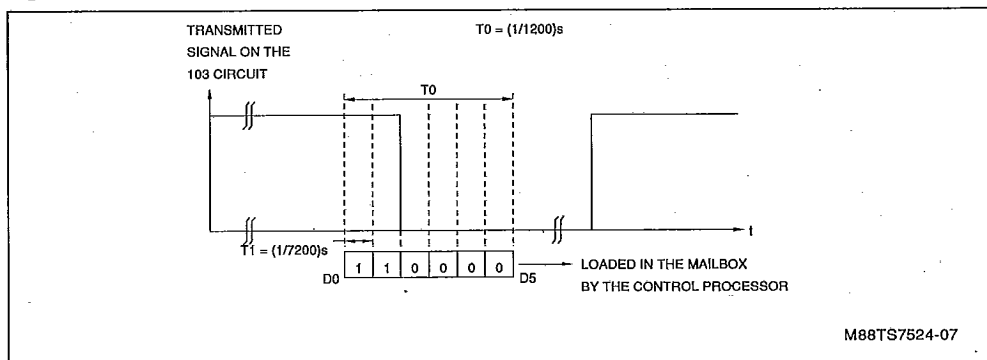 TRANSMITTED
SIGNAL ON THE
103 CIRCUIT
T0 = (1/1200)s
T0
t
T1 = (1/7200)s
D0 1 1 0 0 0 0 D5
LOADED IN THE MAILBOX
BY THE CONTROL PROCESSOR
M88TS7524-07